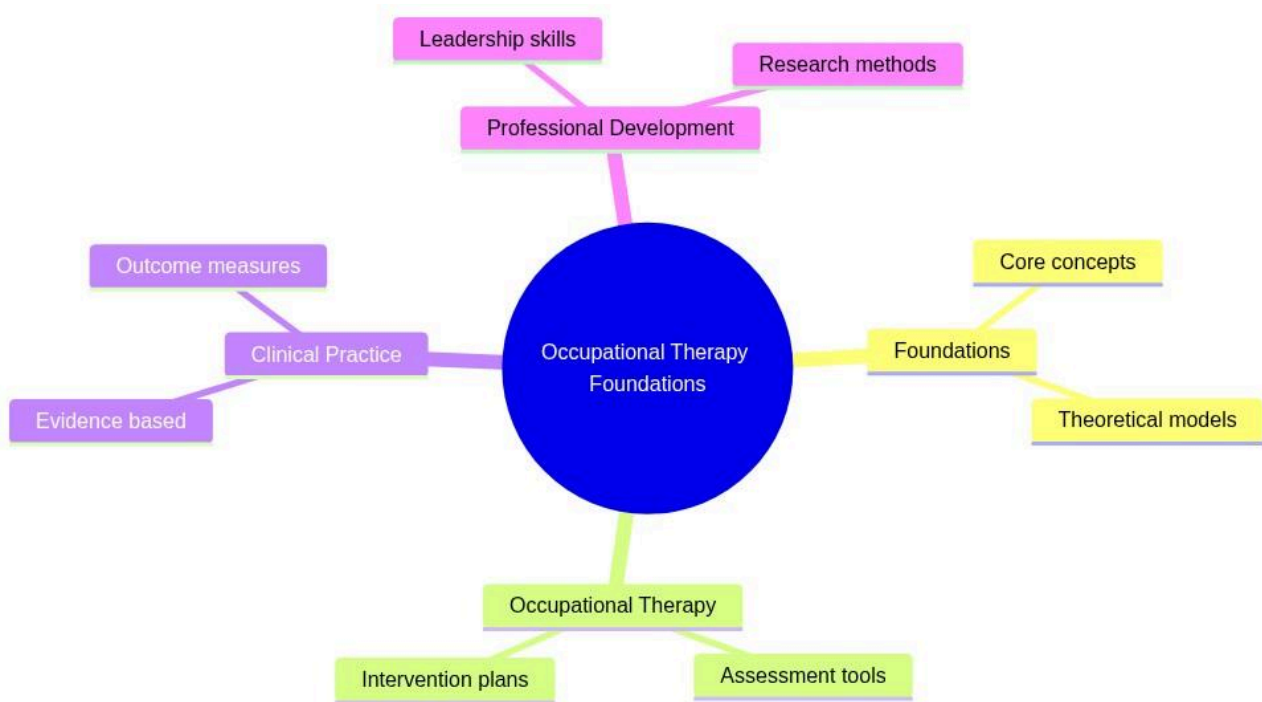 Leadership skills
Research methods
Professional Development
Outcome measures
Core concepts
Clinical Practice
Foundations
Occupational Therapy
Foundations
Evidence based
Theoretical models
Occupational Therapy
Intervention plans
Assessment tools